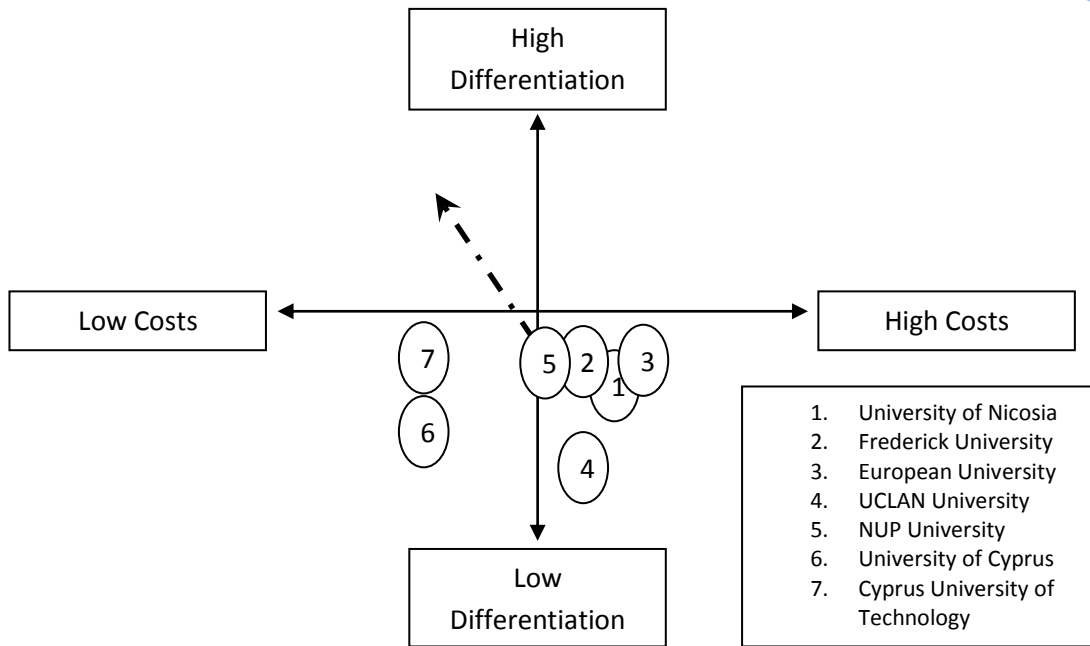 High
Differentiation
Low Costs
High Costs
7
5
2
3
1
6
4
1. University of Nicosia
2. Frederick University
3. European University
4. UCLAN University
5. NUP University
6. University of Cyprus
7. Cyprus University of
Technology
Low
Differentiation